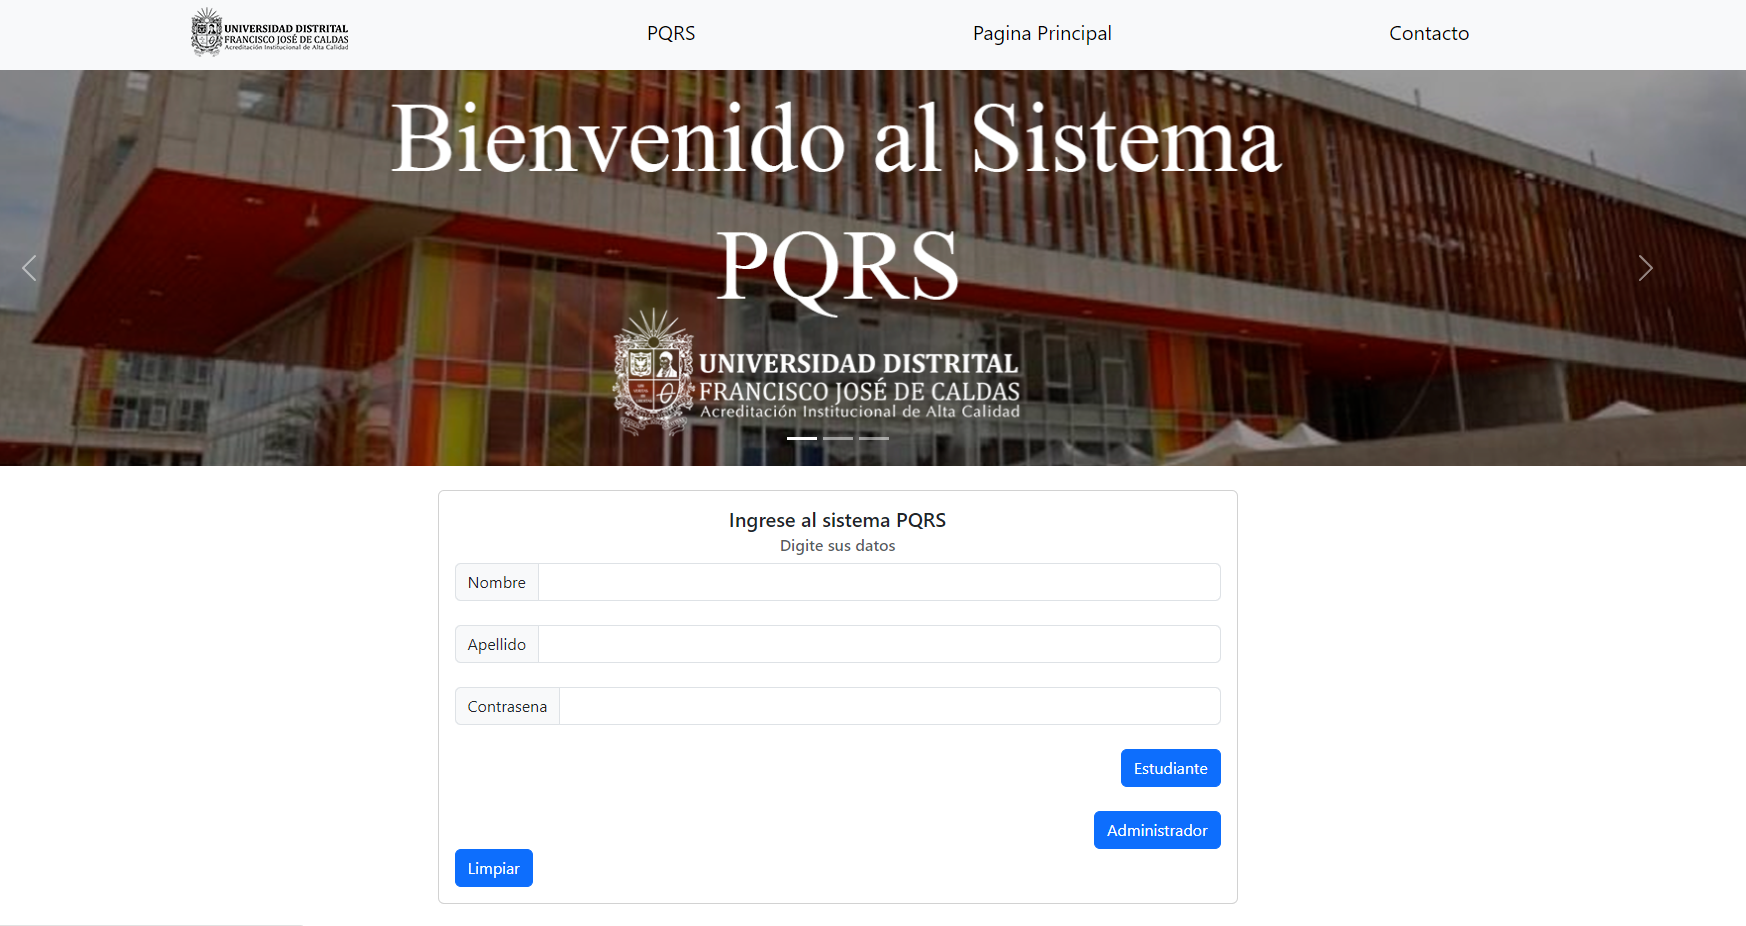 UNIVERSIDAD DISTRITAL
FRANCISCO JOSÉ DE CALDAS
Acreditación Institucional de Alta Calidad
PQRS
Pagina Principal
Contacto
Bienvenido al Sistema
PQRS
UNIVERSIDAD DISTRITAL
FRANCISCO JOSÉ DE CALDAS
Acreditación Institucional de Alta Calidad
Ingrese al sistema PQRS
Digite sus datos
Nombre
Apellido
Contrasena
Estudiante
Administrador
Limpiar